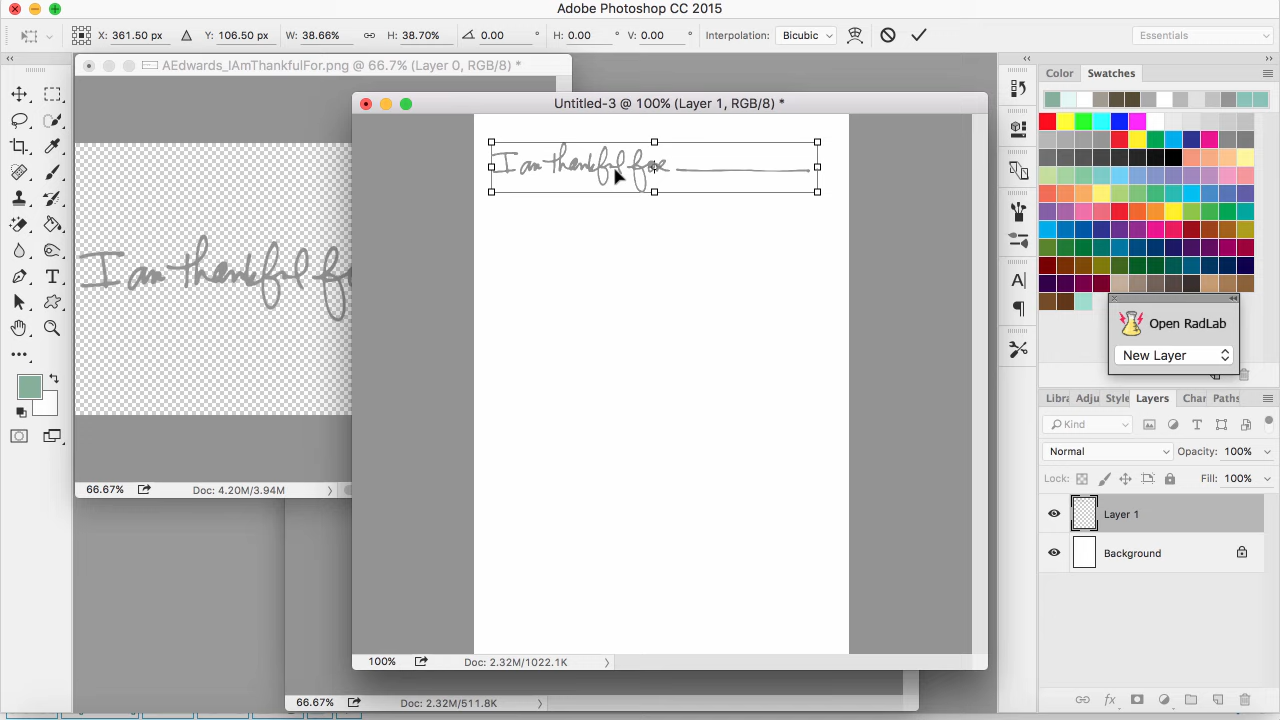 Adobe Photoshop CC 2015
X: 361.50 px Y: 106.50 px W: 38.66% H: 38.70% 0.00 ° H: 0.00 ° V: 0.00 ° Interpolation: Bicubic Essentials
AEdwards_IAmThankfulFor.png @ 66.7% (Layer 0, RGB/8) *
Untitled-3 @ 100% (Layer 1, RGB/8) *
I am thankful for
I am thankful fo
66.67% Doc: 4.20M/3.94M
100% Doc: 2.32M/1022.1K
66.67% Doc: 2.32M/511.8K
Color Swatches
Open RadLab
New Layer
Libra Adju Style Layers Char Paths
Kind
Normal Opacity: 100%
Lock: Fill: 100%
Layer 1
Background